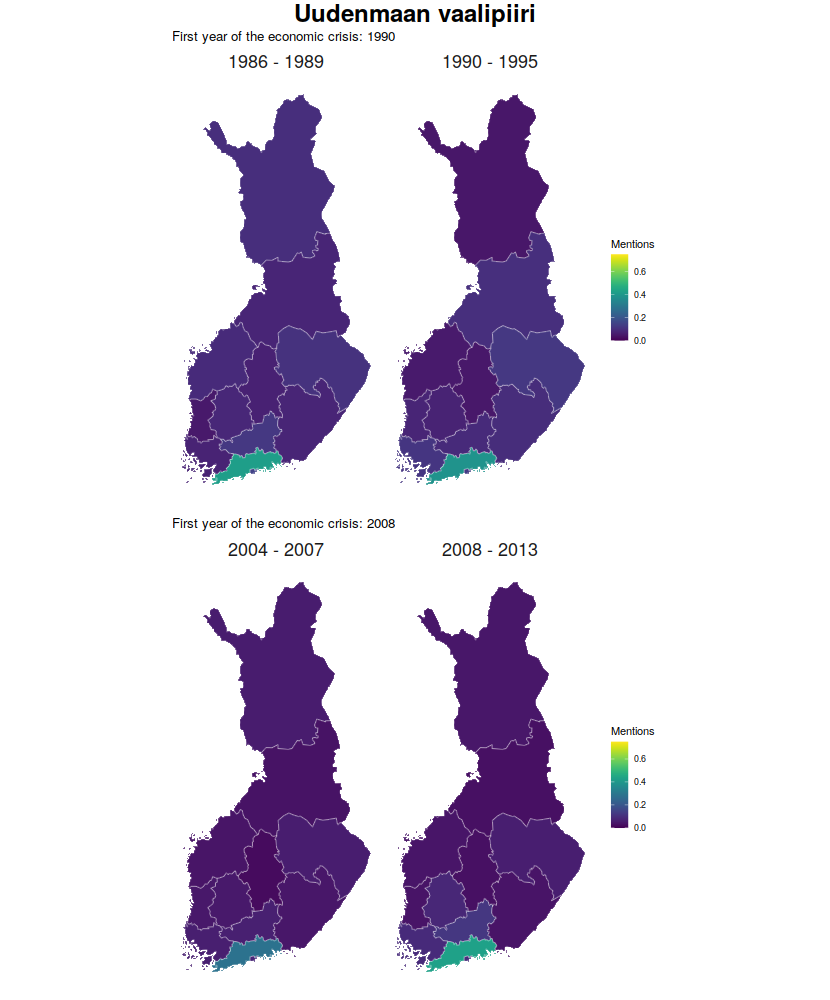 Uudenmaan vaalipiiri
First year of the economic crisis: 1990
1986 - 1989
1990 - 1995
Mentions
0.6
0.4
0.2
0.0
First year of the economic crisis: 2008
2004 - 2007
2008 - 2013
Mentions
0.6
0.4
0.2
0.0